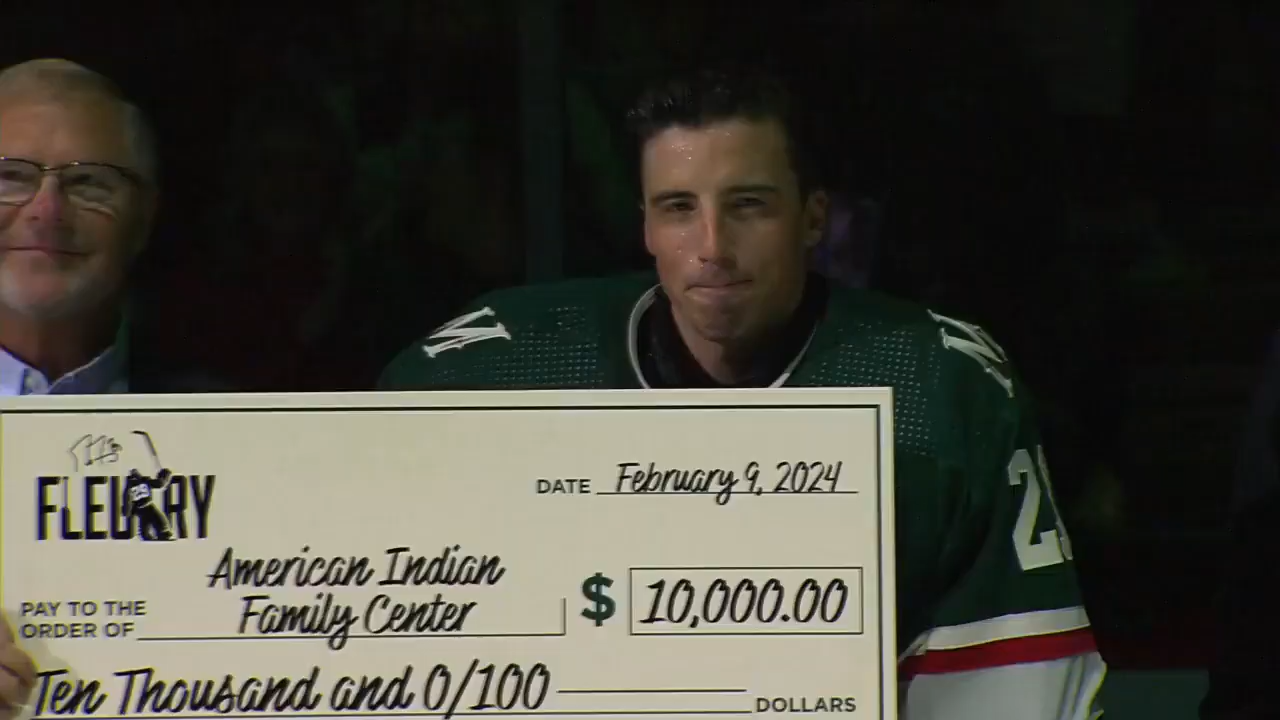 FLEURY
29
DATE February 9, 2024
American Indian
PAY TO THE
ORDER OF Family Center
$ 10,000.00
Ten Thousand and 0/100 DOLLARS